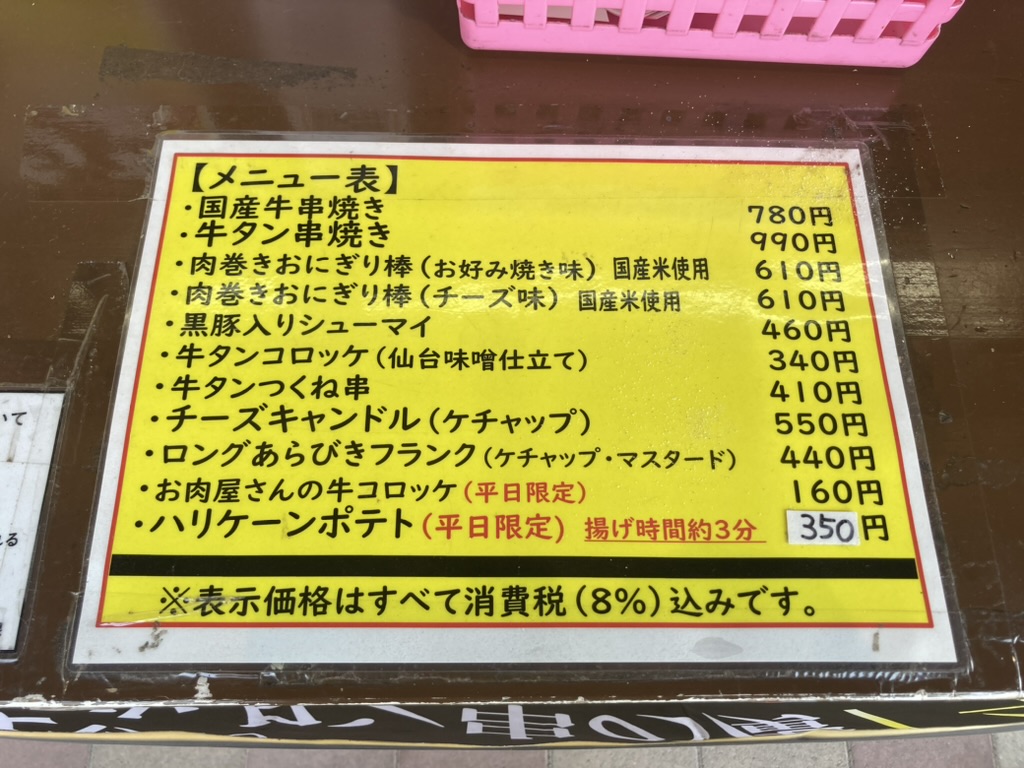 【メニュー表】
・国産牛串焼き 780円
・牛タン串焼き 990円
・肉巻きおにぎり棒(お好み焼き味) 国産米使用 610円
・肉巻きおにぎり棒(チーズ味) 国産米使用 610円
・黒豚入りシューマイ 460円
・牛タンコロッケ(仙台味噌仕立て) 340円
・牛タンつくね串 410円
・チーズキャンドル(ケチャップ) 550円
・ロングあらびきフランク(ケチャップ・マスタード) 440円
・お肉屋さんの牛コロッケ(平日限定) 160円
・ハリケーンポテト(平日限定) 揚げ時間約3分 350円
※表示価格はすべて消費税(8%)込みです。
いて
れる